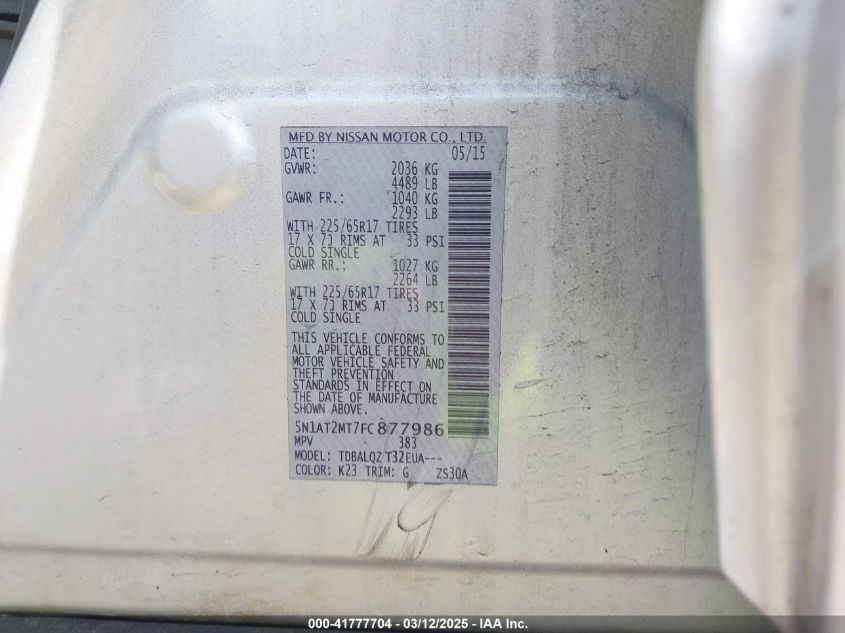 MFD BY NISSAN MOTOR CO., LTD.
DATE: 05/15
GVWR: 2036 KG
4489 LB
GAWR FR.: 1040 KG
2293 LB
WITH 225/65R17 TIRES
17 X 7J RIMS AT 33 PSI
COLD SINGLE
GAWR RR.: 1027 KG
2264 LB
WITH 225/65R17 TIRES
17 X 7J RIMS AT 33 PSI
COLD SINGLE
THIS VEHICLE CONFORMS TO
ALL APPLICABLE FEDERAL
MOTOR VEHICLE SAFETY AND
THEFT PREVENTION
STANDARDS IN EFFECT ON
THE DATE OF MANUFACTURE
SHOWN ABOVE.
5N1AT2MT7FC877986
MPV 383
MODEL: TDBALQZ T32EUA---
COLOR: K23 TRIM: G ZS30A
000-41777704 - 03/12/2025 - IAA Inc.